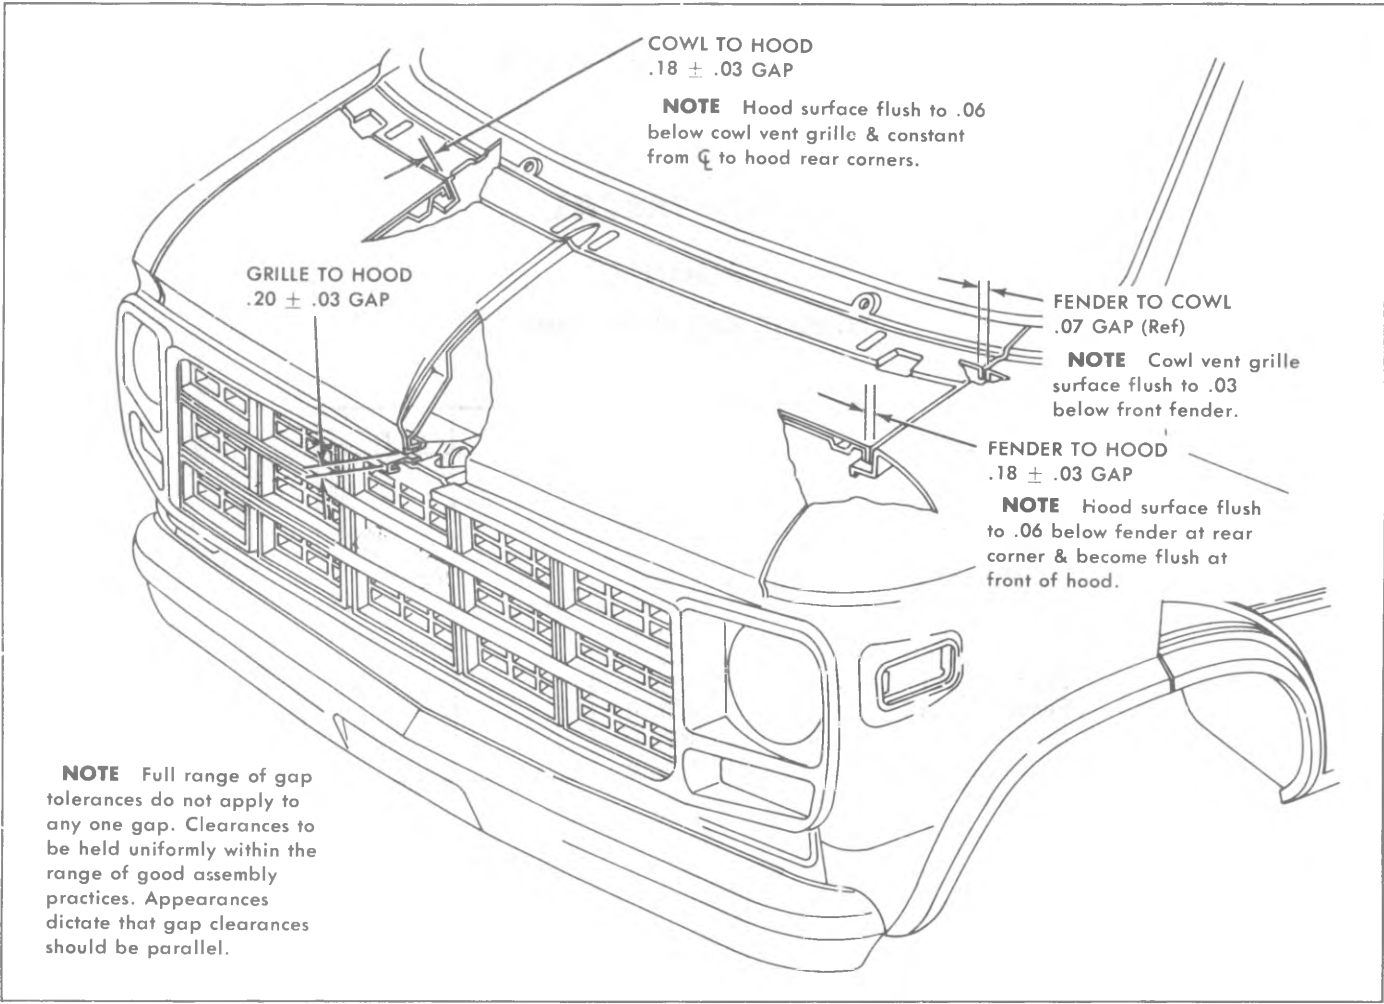 COWL TO HOOD
.18 ± .03 GAP
NOTE Hood surface flush to .06
below cowl vent grille & constant
from ℄ to hood rear corners.
GRILLE TO HOOD
.20 ± .03 GAP
FENDER TO COWL
.07 GAP (Ref)
NOTE Cowl vent grille
surface flush to .03
below front fender.
FENDER TO HOOD
.18 ± .03 GAP
NOTE Hood surface flush
to .06 below fender at rear
corner & become flush at
front of hood.
NOTE Full range of gap
tolerances do not apply to
any one gap. Clearances to
be held uniformly within the
range of good assembly
practices. Appearances
dictate that gap clearances
should be parallel.